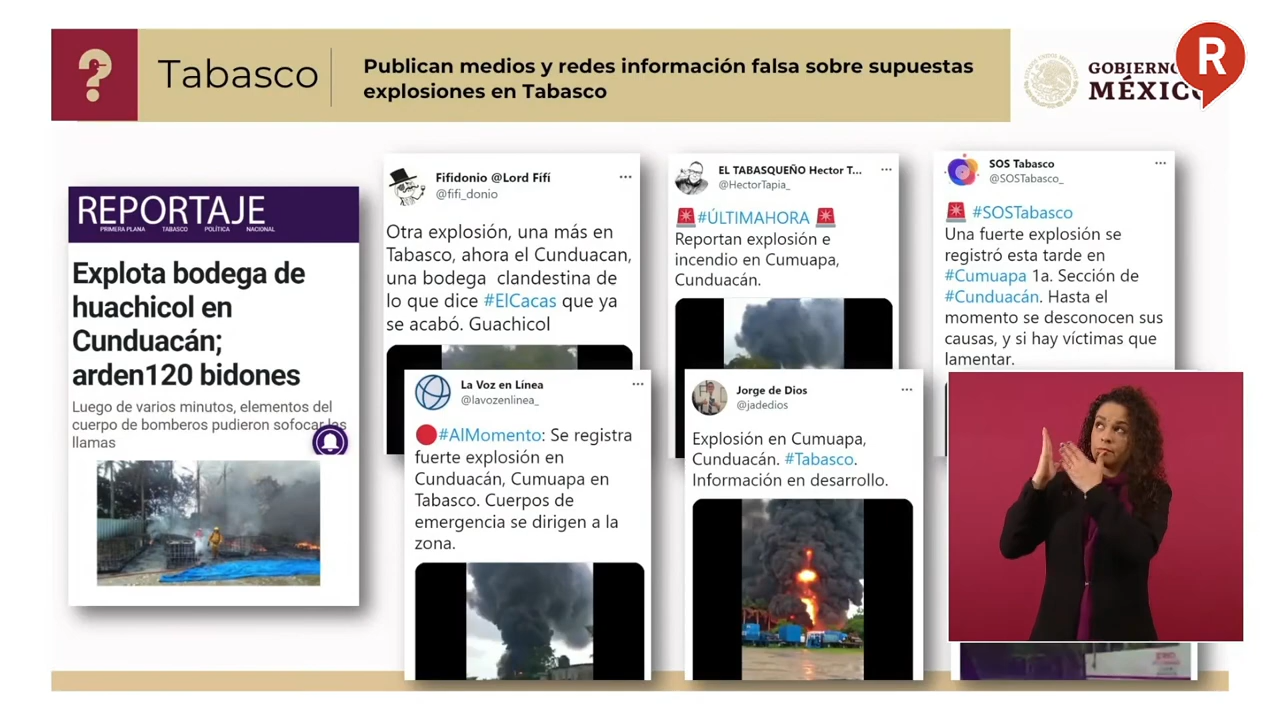 ?
Tabasco
Publican medios y redes información falsa sobre supuestas
explosiones en Tabasco
GOBIERNO
MÉXICO
R
REPORTAJE
PRIMERA PLANA TABASCO POLÍTICA NACIONAL
Explota bodega de
huachicol en
Cunduacán;
arden120 bidones
Luego de varios minutos, elementos del
cuerpo de bomberos pudieron sofocar las
llamas
Fifidonio @Lord Fifí
@fifi_donio
Otra explosión, una más en
Tabasco, ahora el Cunduacan,
una bodega clandestina de
lo que dice #ElCacas que ya
se acabó. Guachicol
EL TABASQUEÑO Hector T...
@HectorTapia_
#ÚLTIMAHORA
Reportan explosión e
incendio en Cumuapa,
Cunduacán.
SOS Tabasco
@SOSTabasco_
#SOSTabasco
Una fuerte explosión se
registró esta tarde en
#Cumuapa 1a. Sección de
#Cunduacán. Hasta el
momento se desconocen sus
causas, y si hay víctimas que
lamentar.
La Voz en Línea
@lavozenlinea_
#AlMomento: Se registra
fuerte explosión en
Cunduacán, Cumuapa en
Tabasco. Cuerpos de
emergencia se dirigen a la
zona.
Jorge de Dios
@jadedios
Explosión en Cumuapa,
Cunduacán. #Tabasco.
Información en desarrollo.